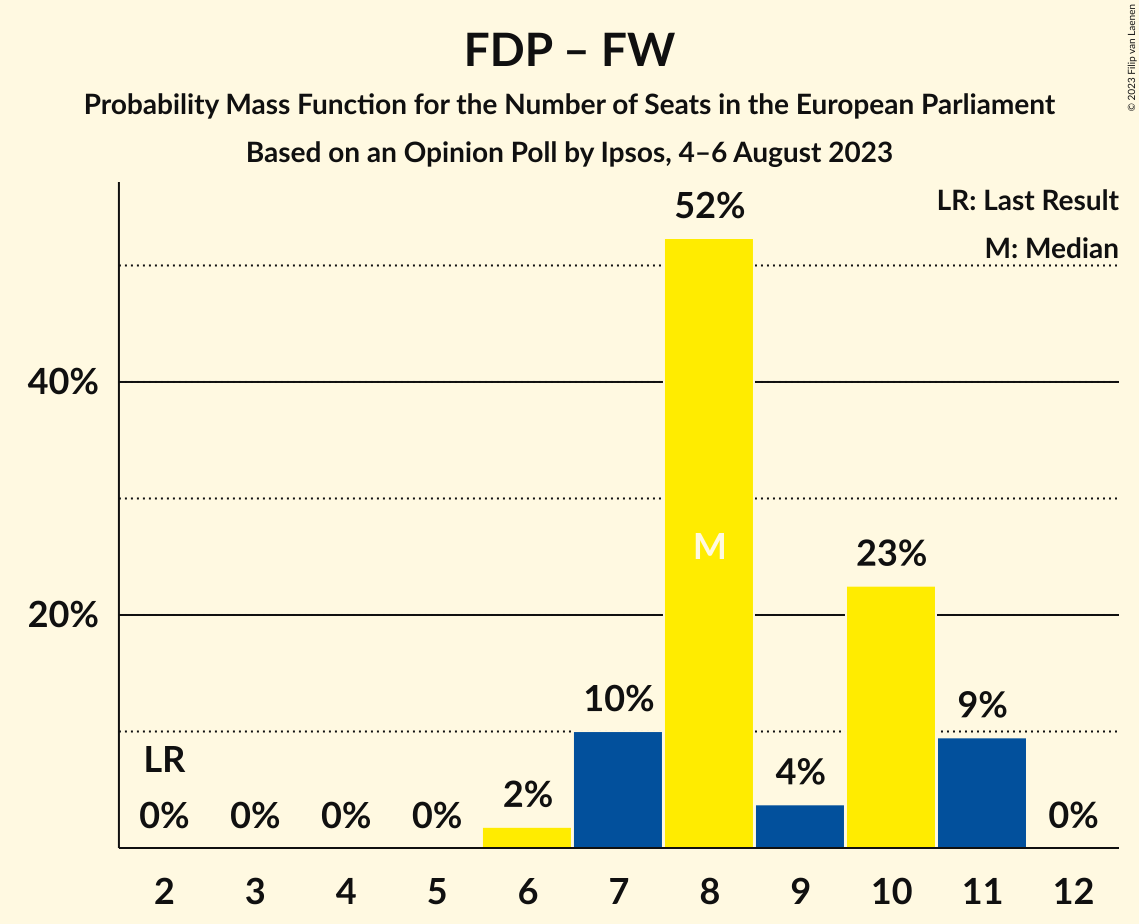 FDP – FW
Probability Mass Function for the Number of Seats in the European Parliament
Based on an Opinion Poll by Ipsos, 4–6 August 2023
© 2023 Filip van Laenen
LR: Last Result
M: Median
52%
40%
M
23%
20%
10%
9%
LR
4%
2%
0% 0% 0% 0% 0%
2 3 4 5 6 7 8 9 10 11 12